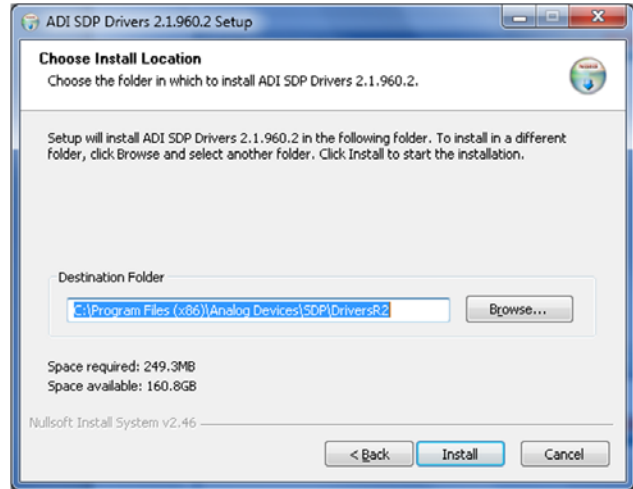 ADI SDP Drivers 2.1.960.2 Setup
Choose Install Location
Choose the folder in which to install ADI SDP Drivers 2.1.960.2.
Setup will install ADI SDP Drivers 2.1.960.2 in the following folder. To install in a different
folder, click Browse and select another folder. Click Install to start the installation.
Destination Folder
C:\Program Files (x86)\Analog Devices\SDP\DriversR2
Browse...
Space required: 249.3MB
Space available: 160.8GB
Nullsoft Install System v2.46
< Back Install Cancel